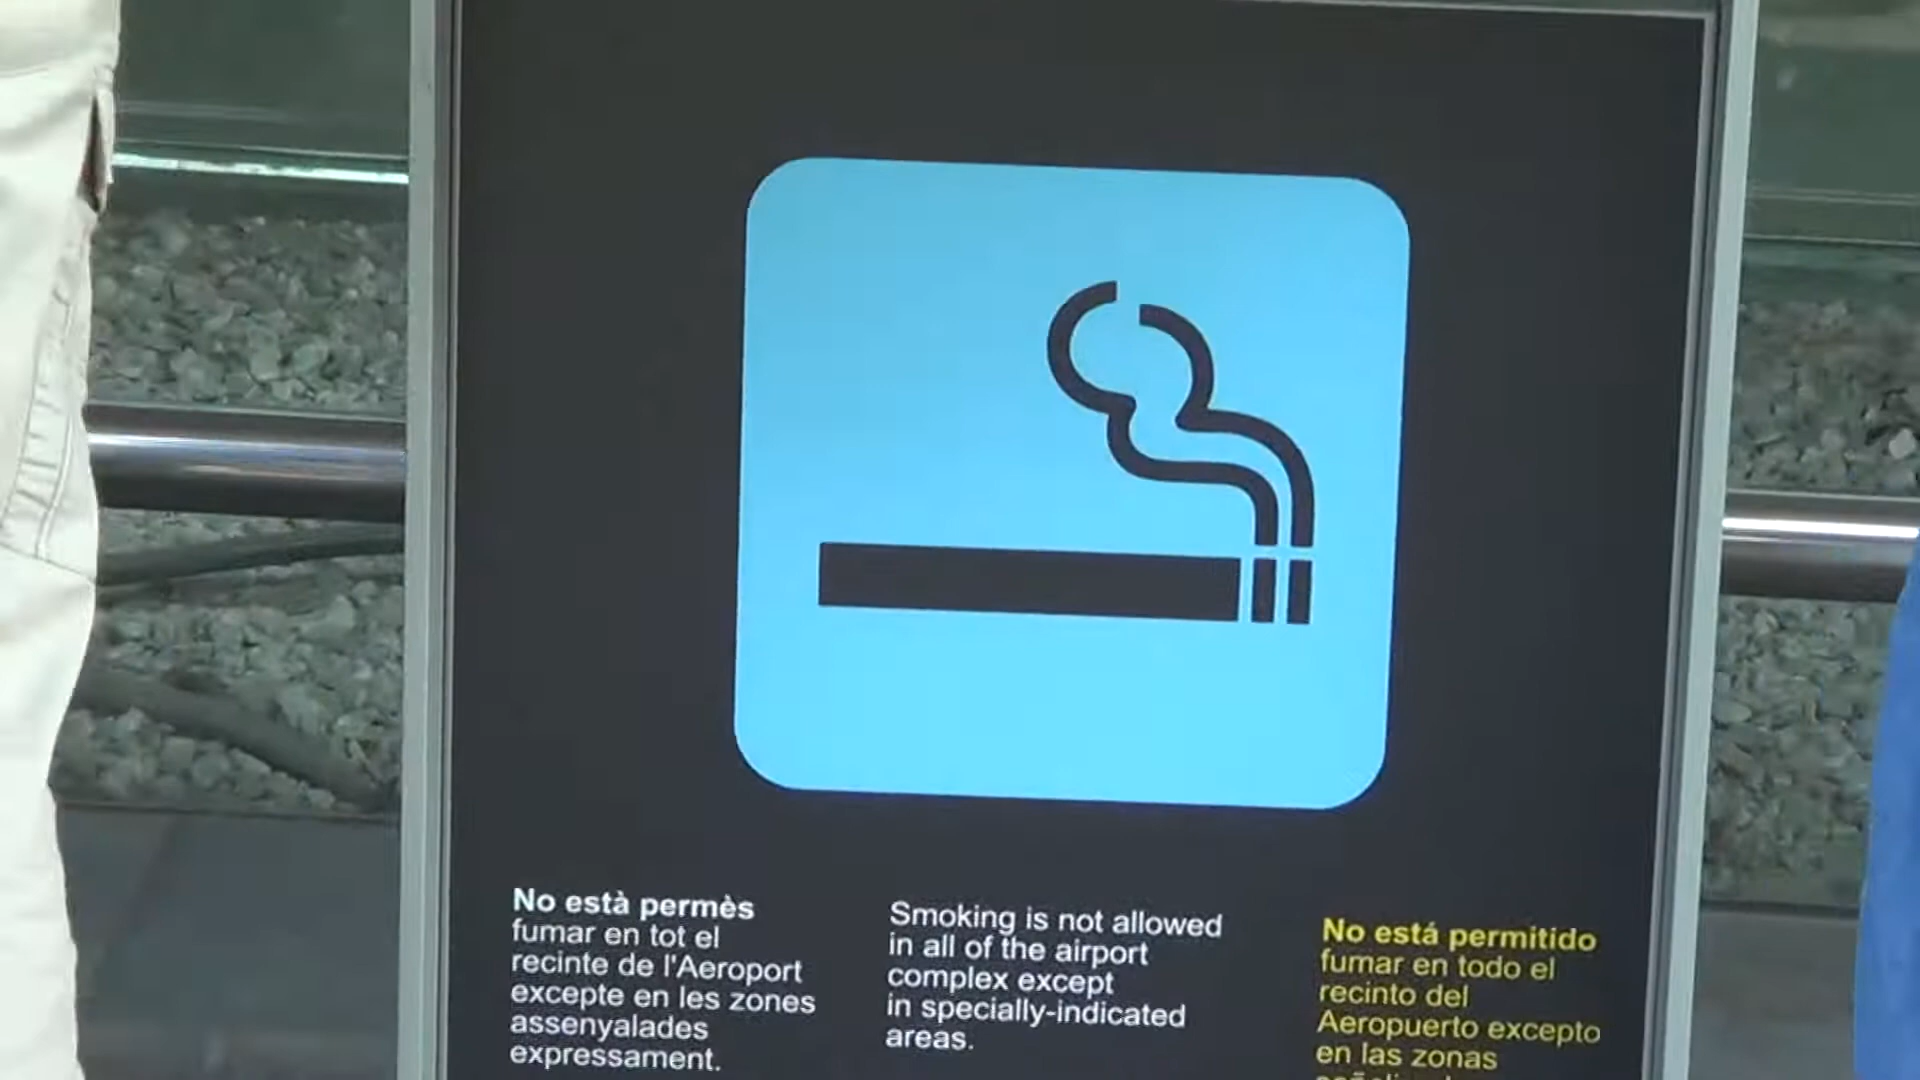 No està permès
fumar en tot el
recinte de l'Aeroport
excepte en les zones
assenyalades
expressament.
Smoking is not allowed
in all of the airport
complex except
in specially-indicated
areas.
No está permitido
fumar en todo el
recinto del
Aeropuerto excepto
en las zonas